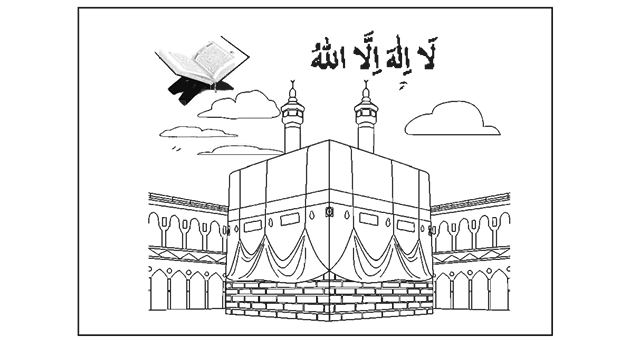 لَا إِلٰهَ إِلَّا اللّٰهُ